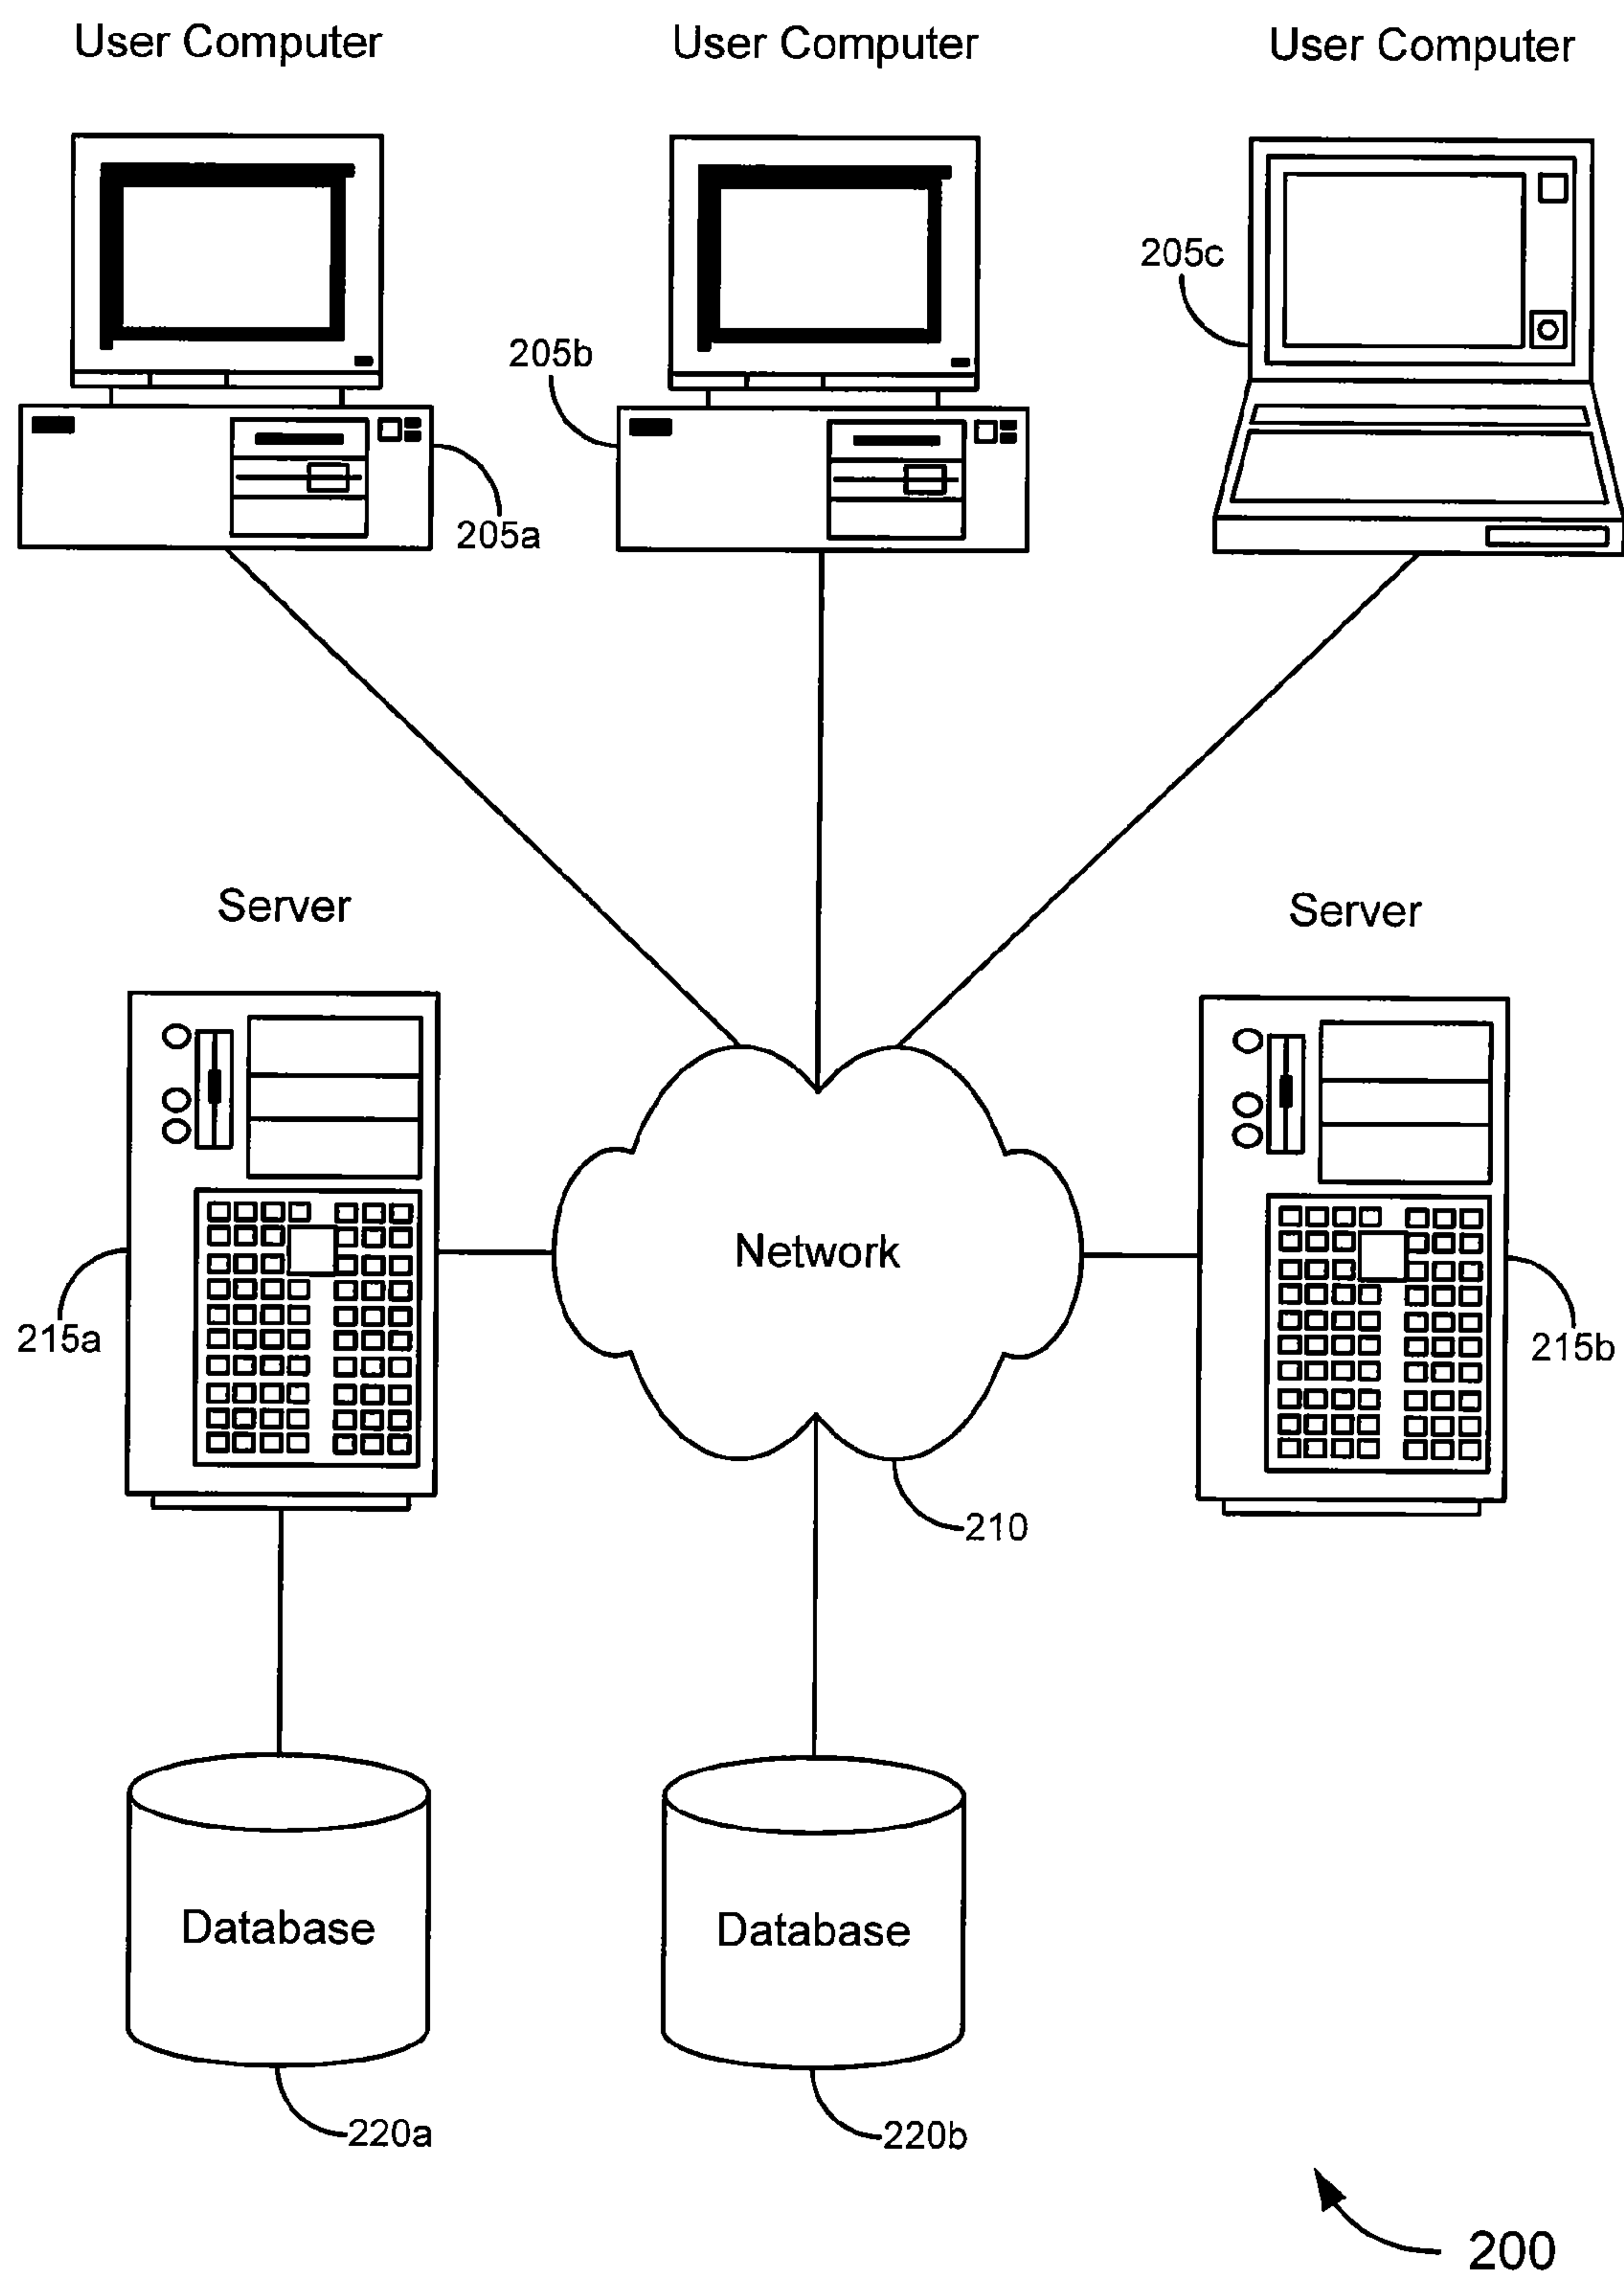 User Computer
User Computer
User Computer
205c
205b
205a
Server
Server
Network
215a
215b
210
Database
Database
220a
220b
200